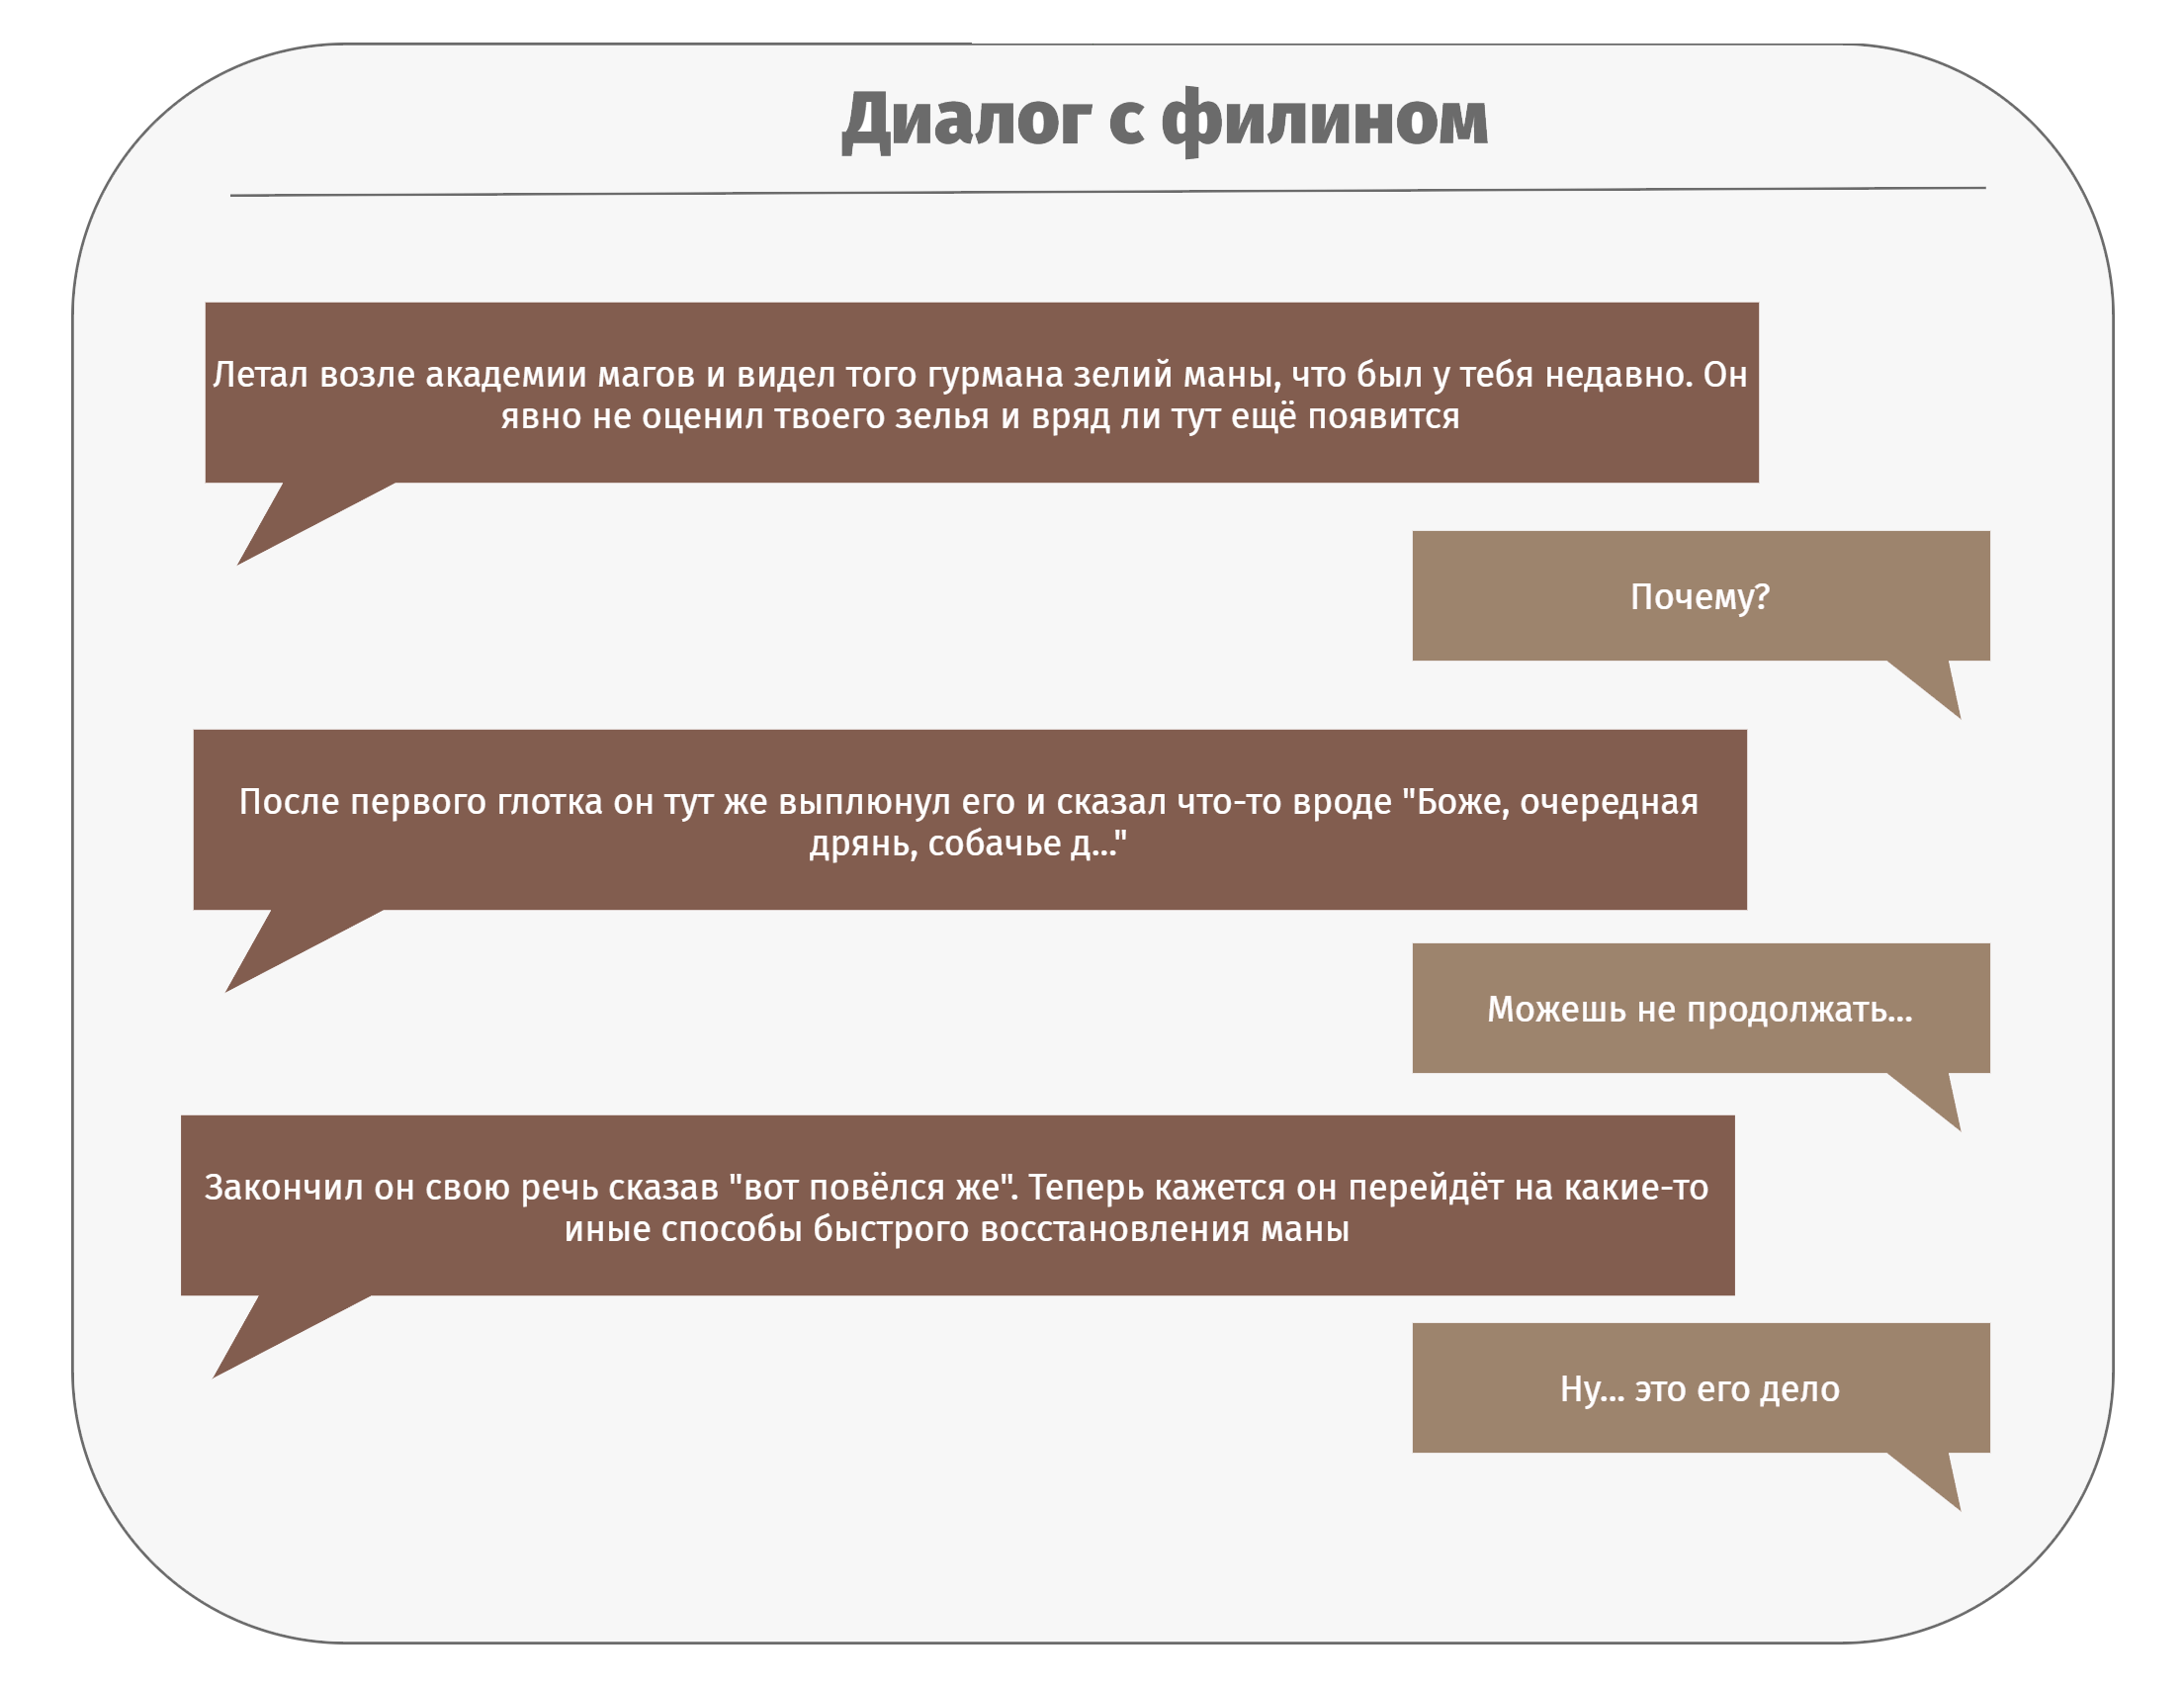 Диалог с филином
Летал возле академии магов и видел того гурмана зелий маны, что был у тебя недавно. Он
явно не оценил твоего зелья и вряд ли тут ещё появится
Почему?
После первого глотка он тут же выплюнул его и сказал что-то вроде "Боже, очередная
дрянь, собачье д..."
Можешь не продолжать...
Закончил он свою речь сказав "вот повёлся же". Теперь кажется он перейдёт на какие-то
иные способы быстрого восстановления маны
Ну... это его дело